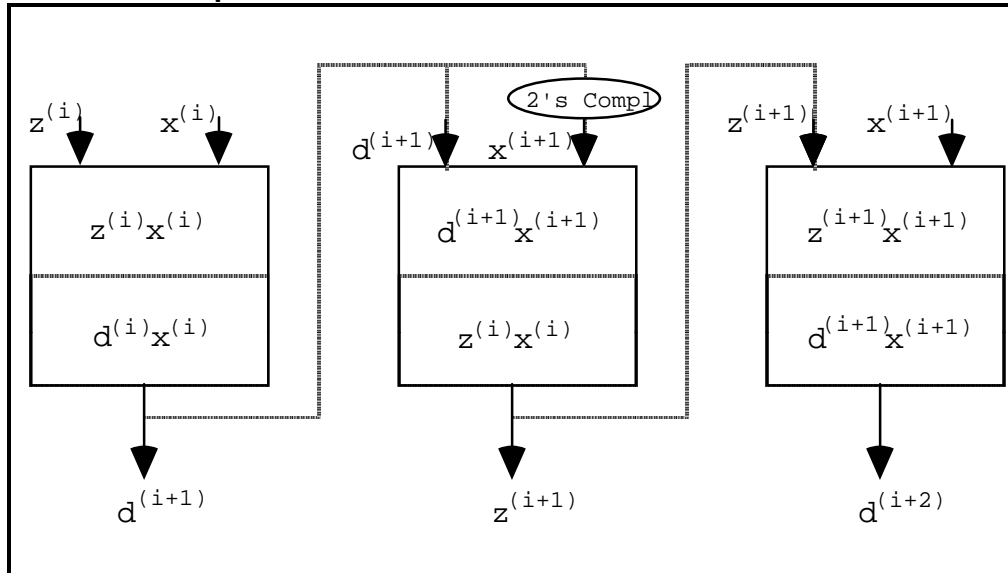 2's Compl
z(i) x(i) d(i+1) x(i+1) z(i+1) x(i+1)
z(i)x(i) d(i+1)x(i+1) z(i+1)x(i+1)
d(i)x(i) z(i)x(i) d(i+1)x(i+1)
d(i+1) z(i+1) d(i+2)